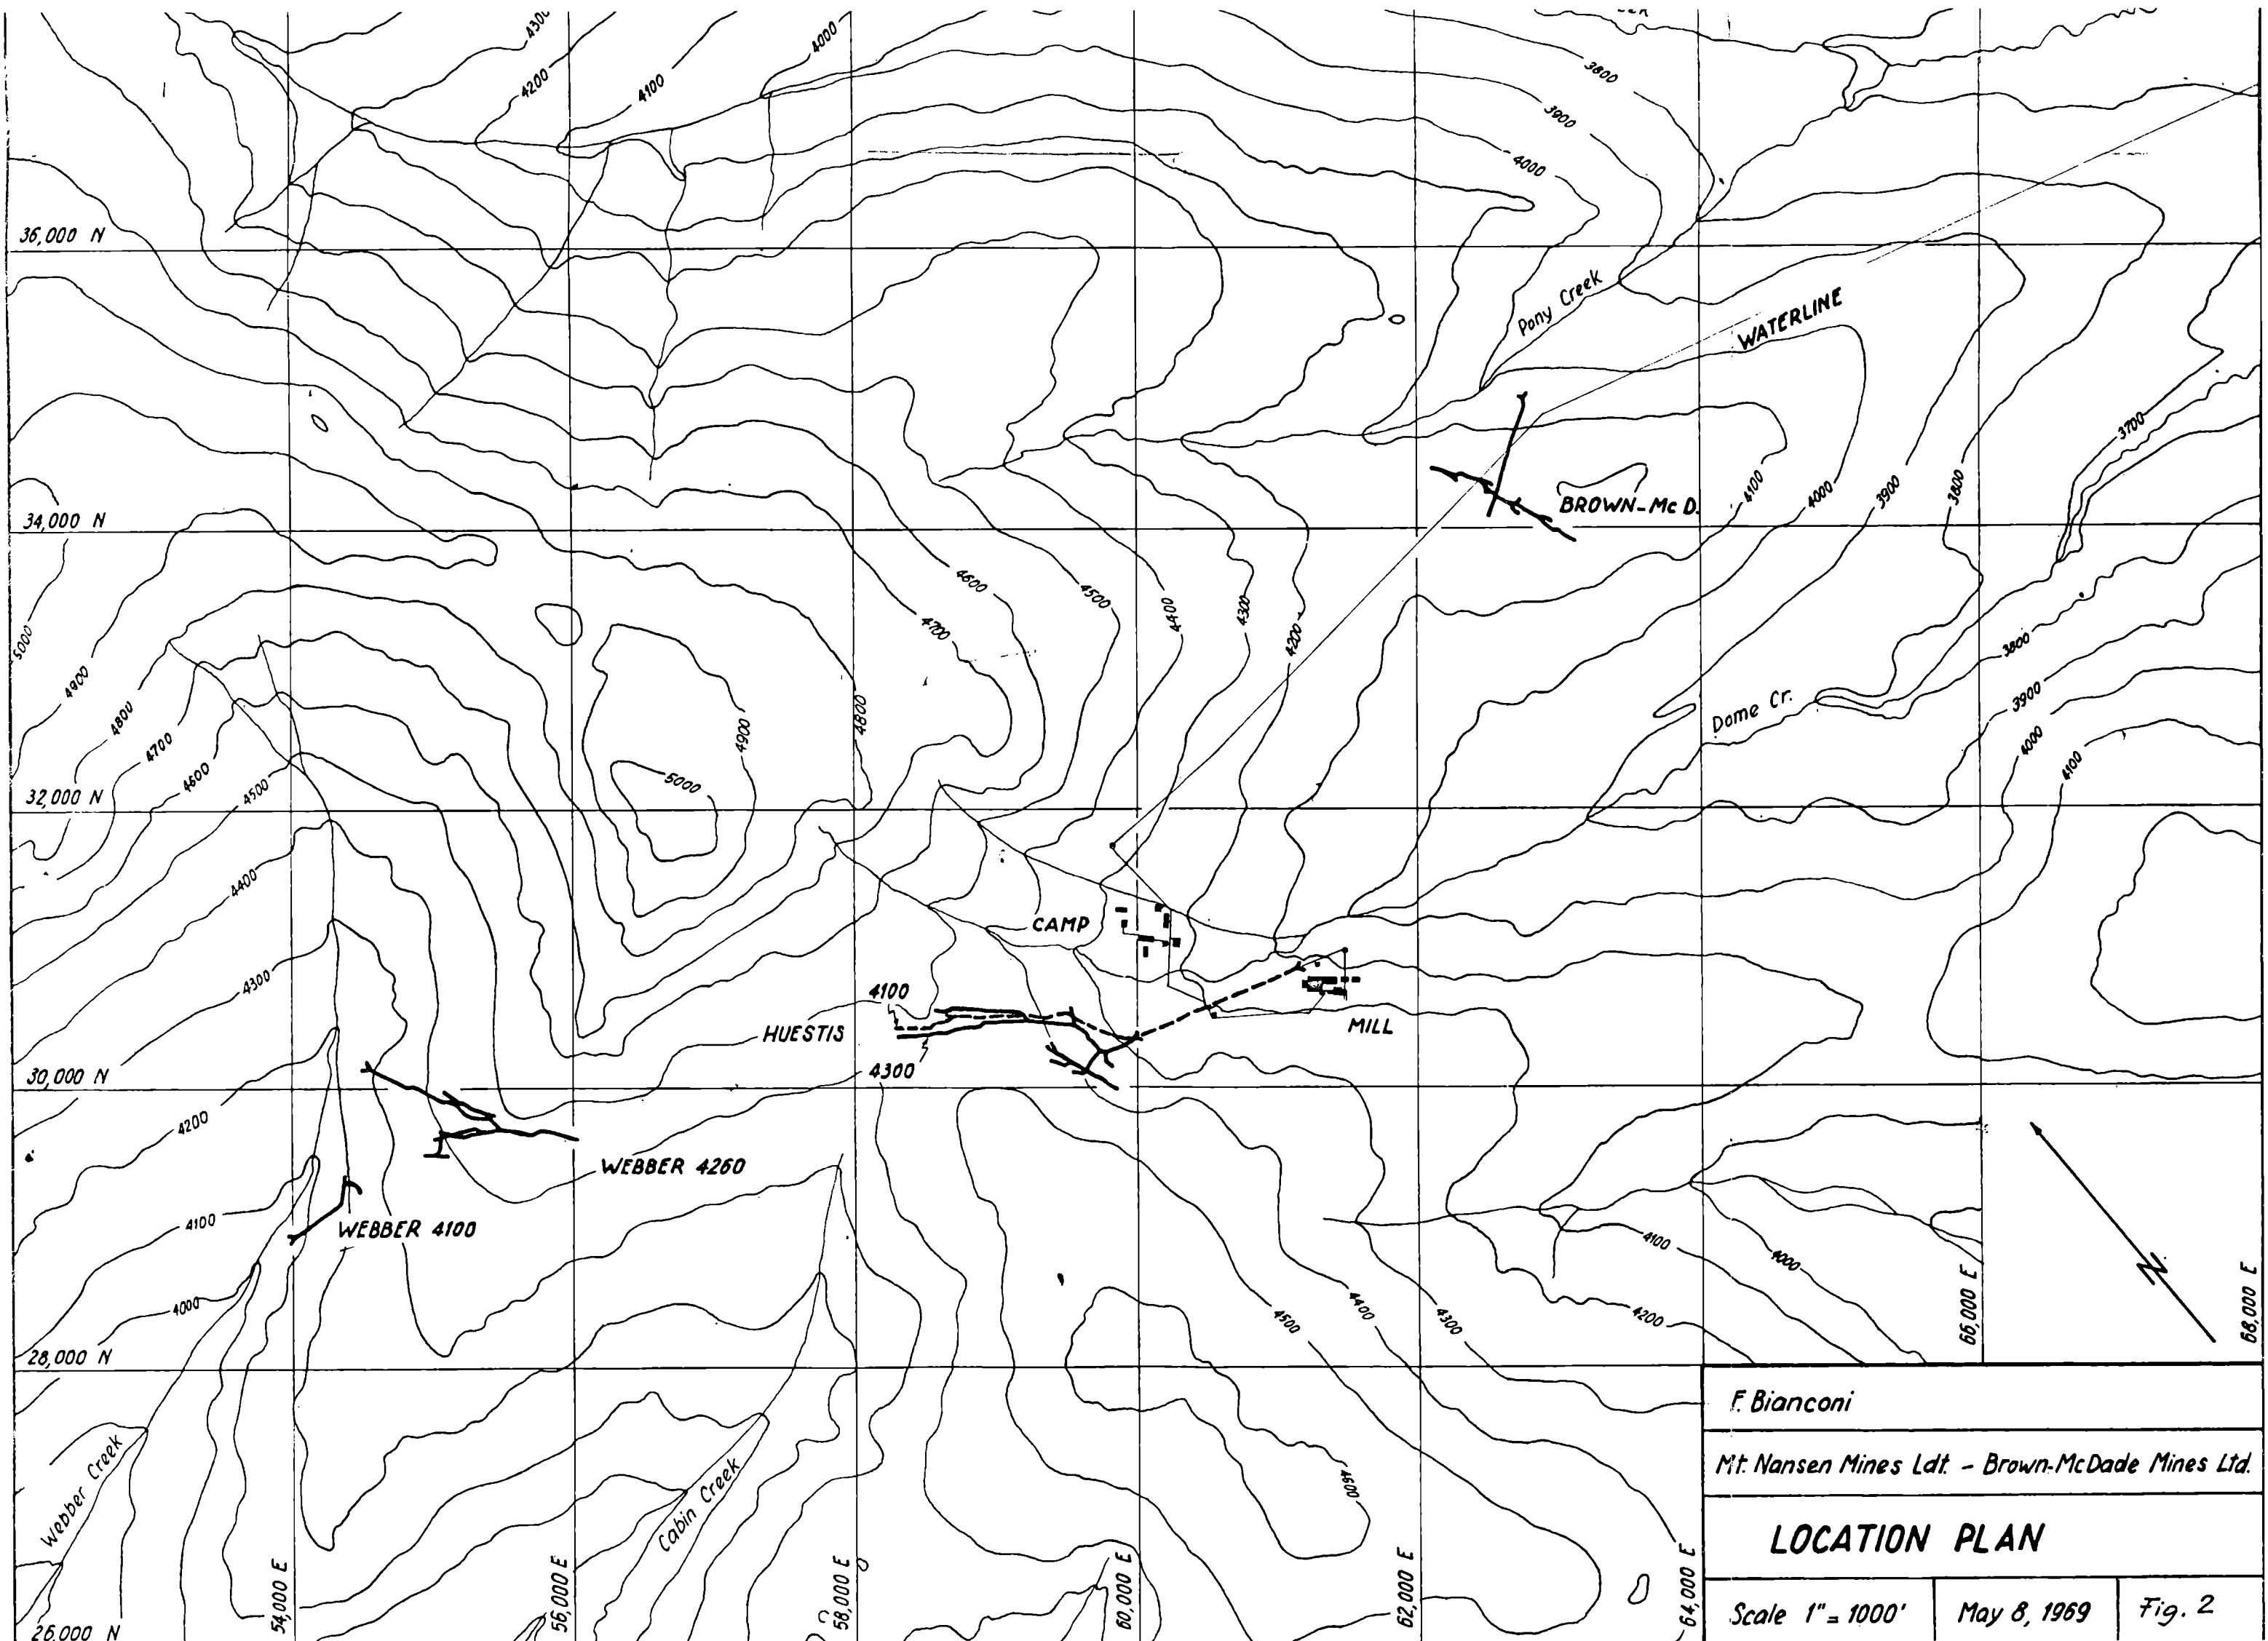 4300
4000
4200
4100
3800
3900
4000
36,000 N
Pony Creek
WATERLINE
3700
34,000 N
BROWN-McD.
4100
4000
3900
3800
4600
4500
4400
4300
4200
4700
5000
4900
4800
4700
4600
4500
4900
4800
5000
3800
3900
4000
4100
Dome Cr.
32,000 N
4400
4300
CAMP
4100
HUESTIS
4300
MILL
30,000 N
4200
WEBBER 4260
4100
WEBBER 4100
4000
4100
4000
4500
4400
4300
4200
28,000 N
66,000 E
68,000 E
N
Webber Creek
Cabin Creek
4500
54,000 E
56,000 E
58,000 E
60,000 E
62,000 E
64,000 E
26,000 N
F. Bianconi
Mt. Nansen Mines Ldt. - Brown-McDade Mines Ltd.
LOCATION PLAN
Scale 1" = 1000'
May 8, 1969
Fig. 2